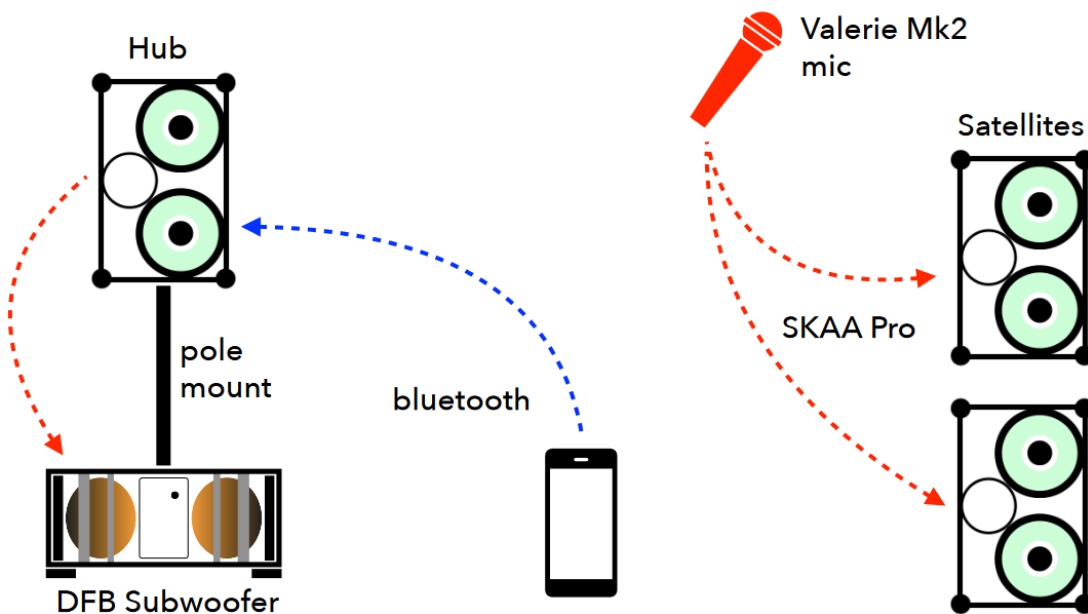 Hub
Valerie Mk2
mic
Satellites
SKAA Pro
pole
mount
bluetooth
DFB Subwoofer